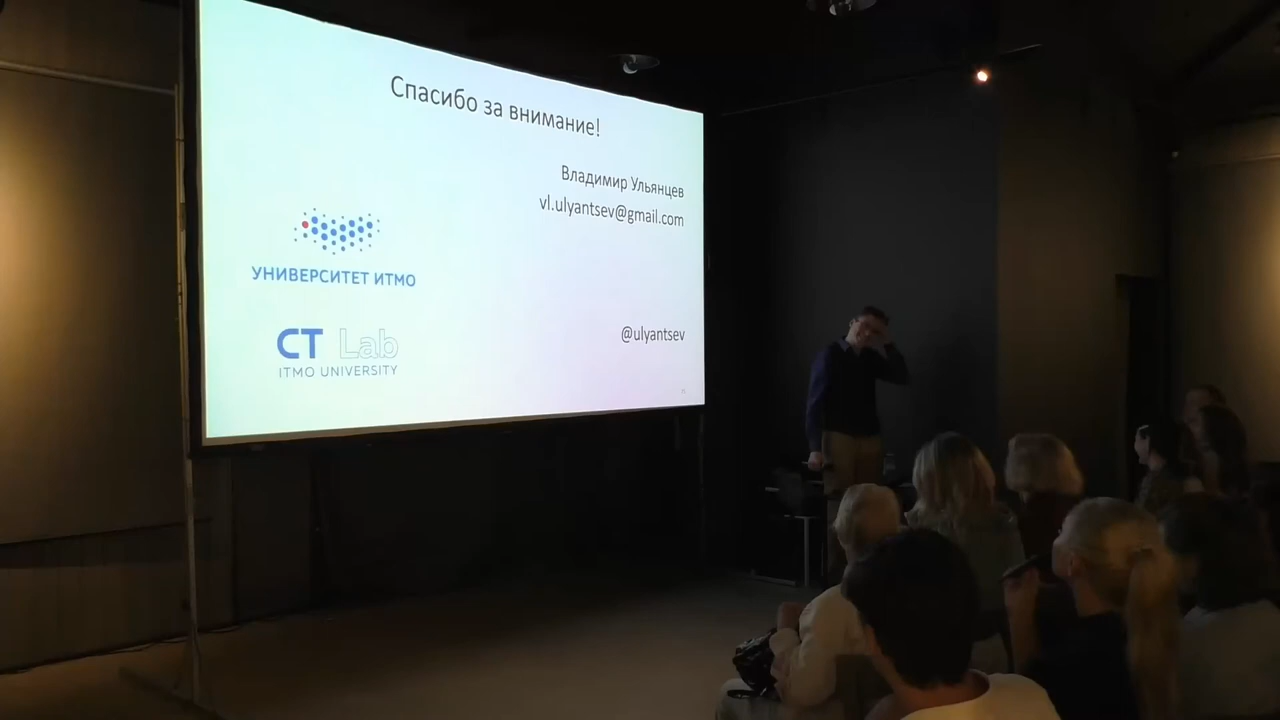 Спасибо за внимание!
Владимир Ульянцев
vl.ulyantsev@gmail.com
УНИВЕРСИТЕТ ИТМО
@ulyantsev
CT Lab
ITMO UNIVERSITY